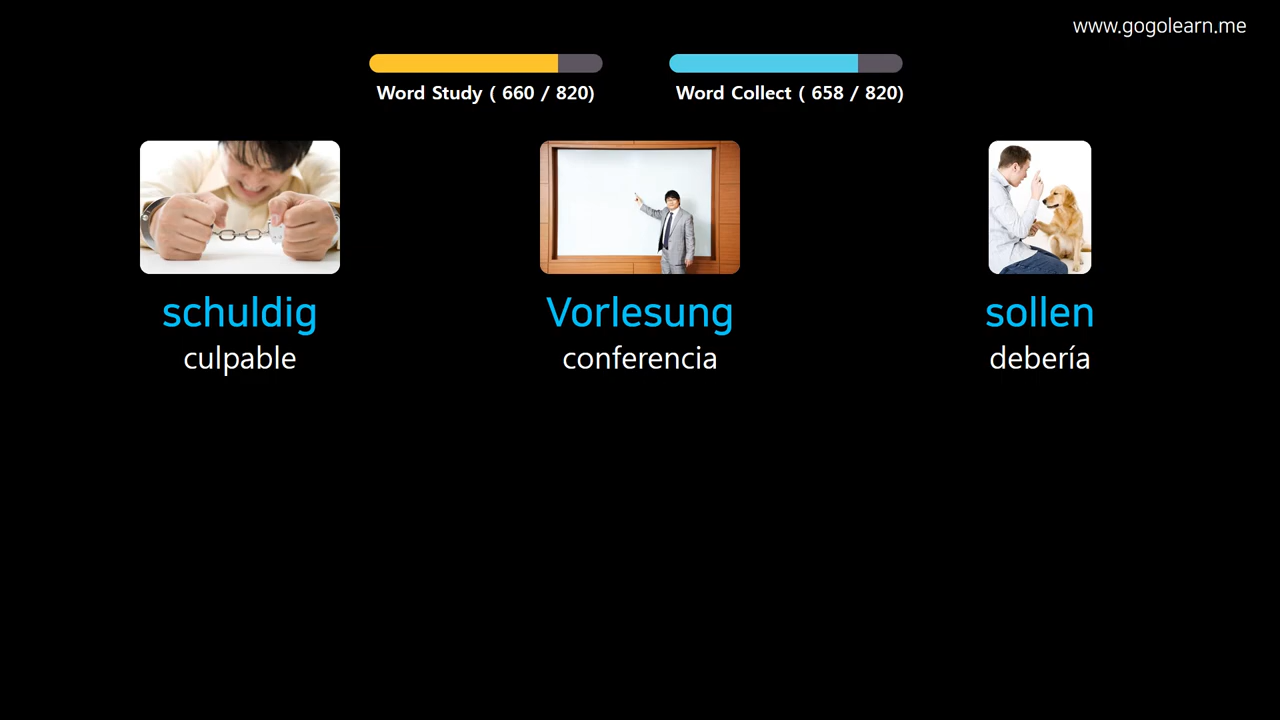 www.gogolearn.me
Word Study ( 660 / 820)
Word Collect ( 658 / 820)
schuldig
culpable
Vorlesung
conferencia
sollen
debería